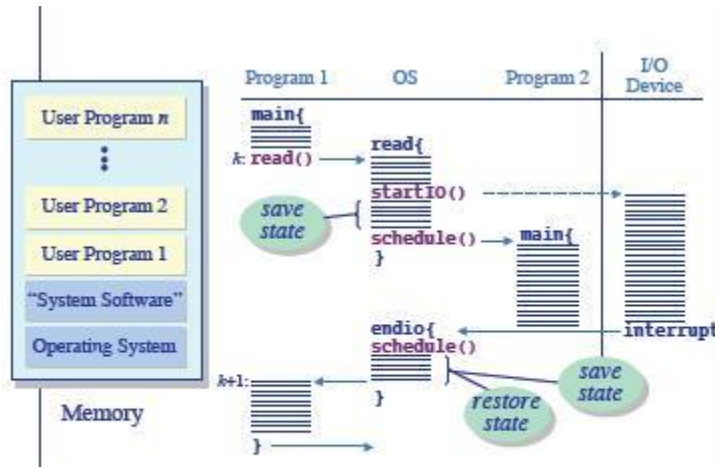 User Program n
User Program 2
User Program 1
“System Software”
Operating System
Memory
Program 1
OS
Program 2
I/O
Device
main{
k: read()
read{
startIO()
save
state
schedule()
main{
}
endio{
interrupt
schedule()
k+1:
}
save
state
restore
state
}